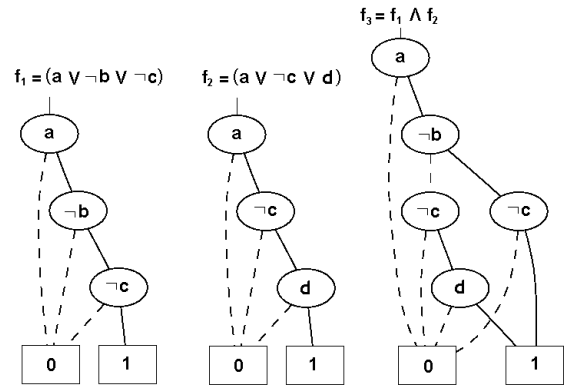 f₃ = f₁ ∧ f₂
a
f₁ = (a ∨ ¬b ∨ ¬c)
f₂ = (a ∨ ¬c ∨ d)
a
a
¬b
¬b
¬c
¬c
¬c
¬c
d
d
0
1
0
1
0
1